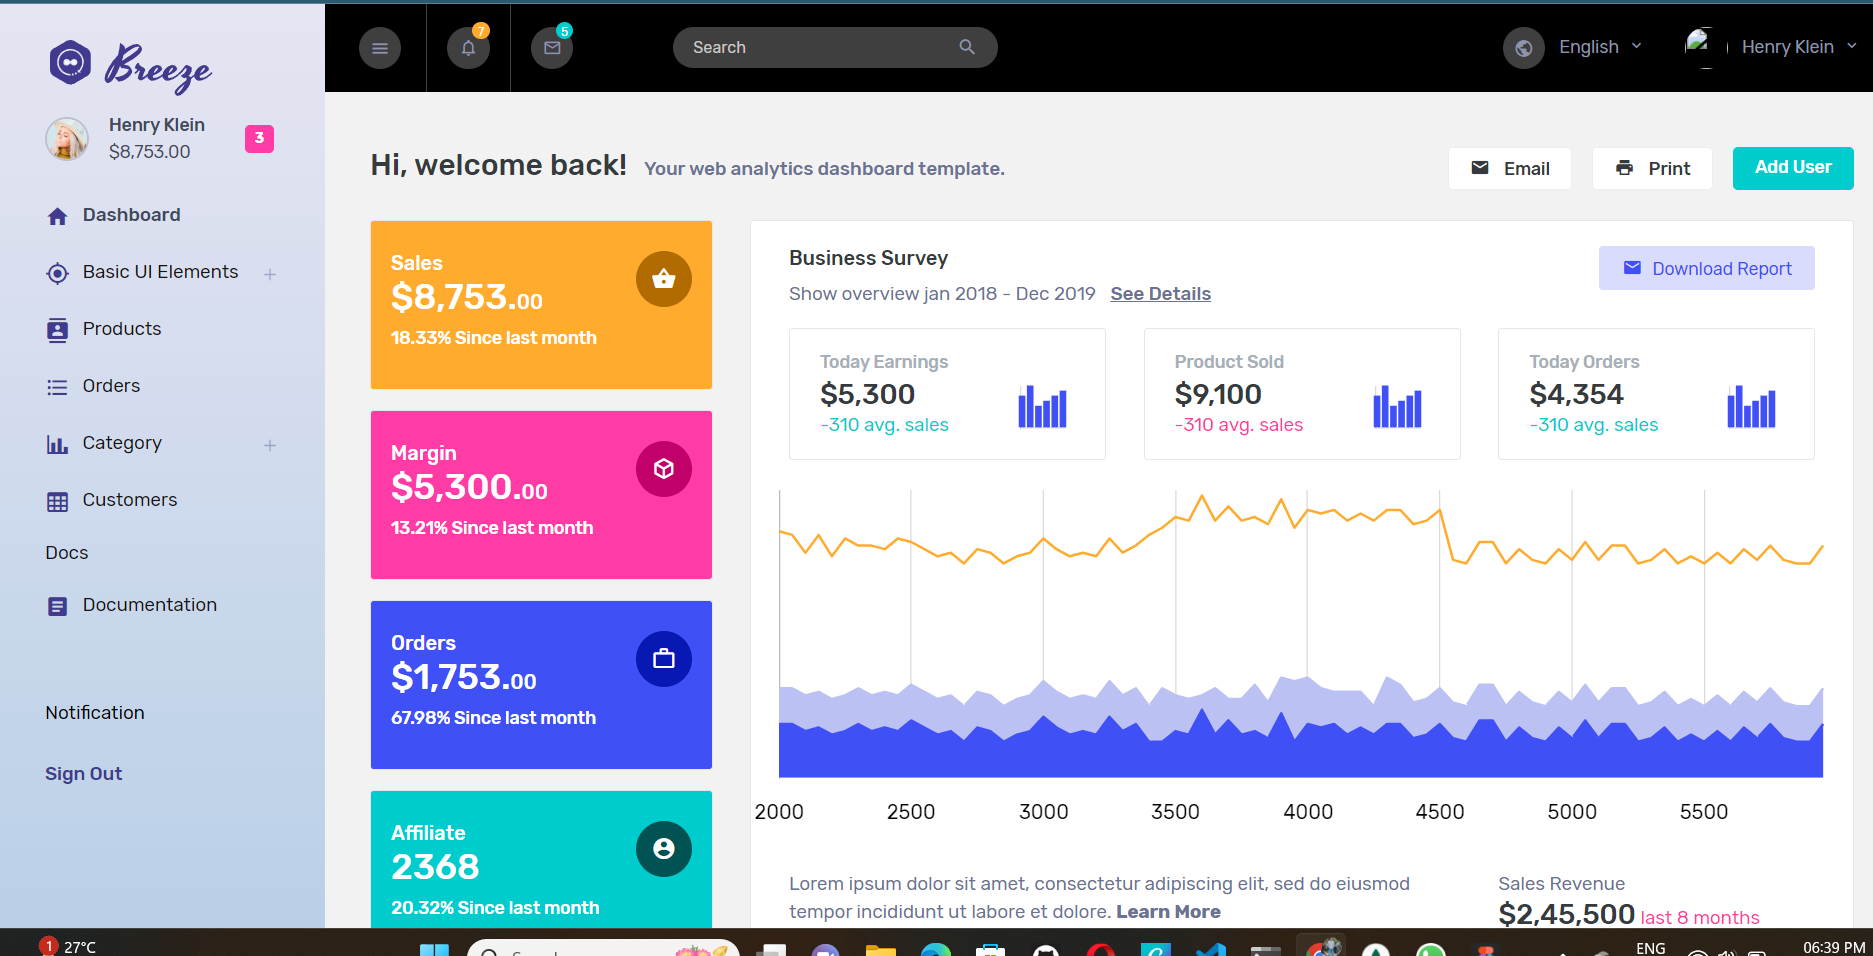 Breeze
Henry Klein
$8,753.00
3
Dashboard
Basic UI Elements
Products
Orders
Category
Customers
Docs
Documentation
Notification
Sign Out
7
5
Search
English
Henry Klein
Hi, welcome back! Your web analytics dashboard template.
Email
Print
Add User
Sales
$8,753.00
18.33% Since last month
Margin
$5,300.00
13.21% Since last month
Orders
$1,753.00
67.98% Since last month
Affiliate
2368
20.32% Since last month
Business Survey
Show overview jan 2018 - Dec 2019 See Details
Download Report
Today Earnings
$5,300
-310 avg. sales
Product Sold
$9,100
-310 avg. sales
Today Orders
$4,354
-310 avg. sales
2000 2500 3000 3500 4000 4500 5000 5500
Lorem ipsum dolor sit amet, consectetur adipiscing elit, sed do eiusmod
tempor incididunt ut labore et dolore. Learn More
Sales Revenue
$2,45,500 last 8 months
1
27°C
ENG
06:39 PM